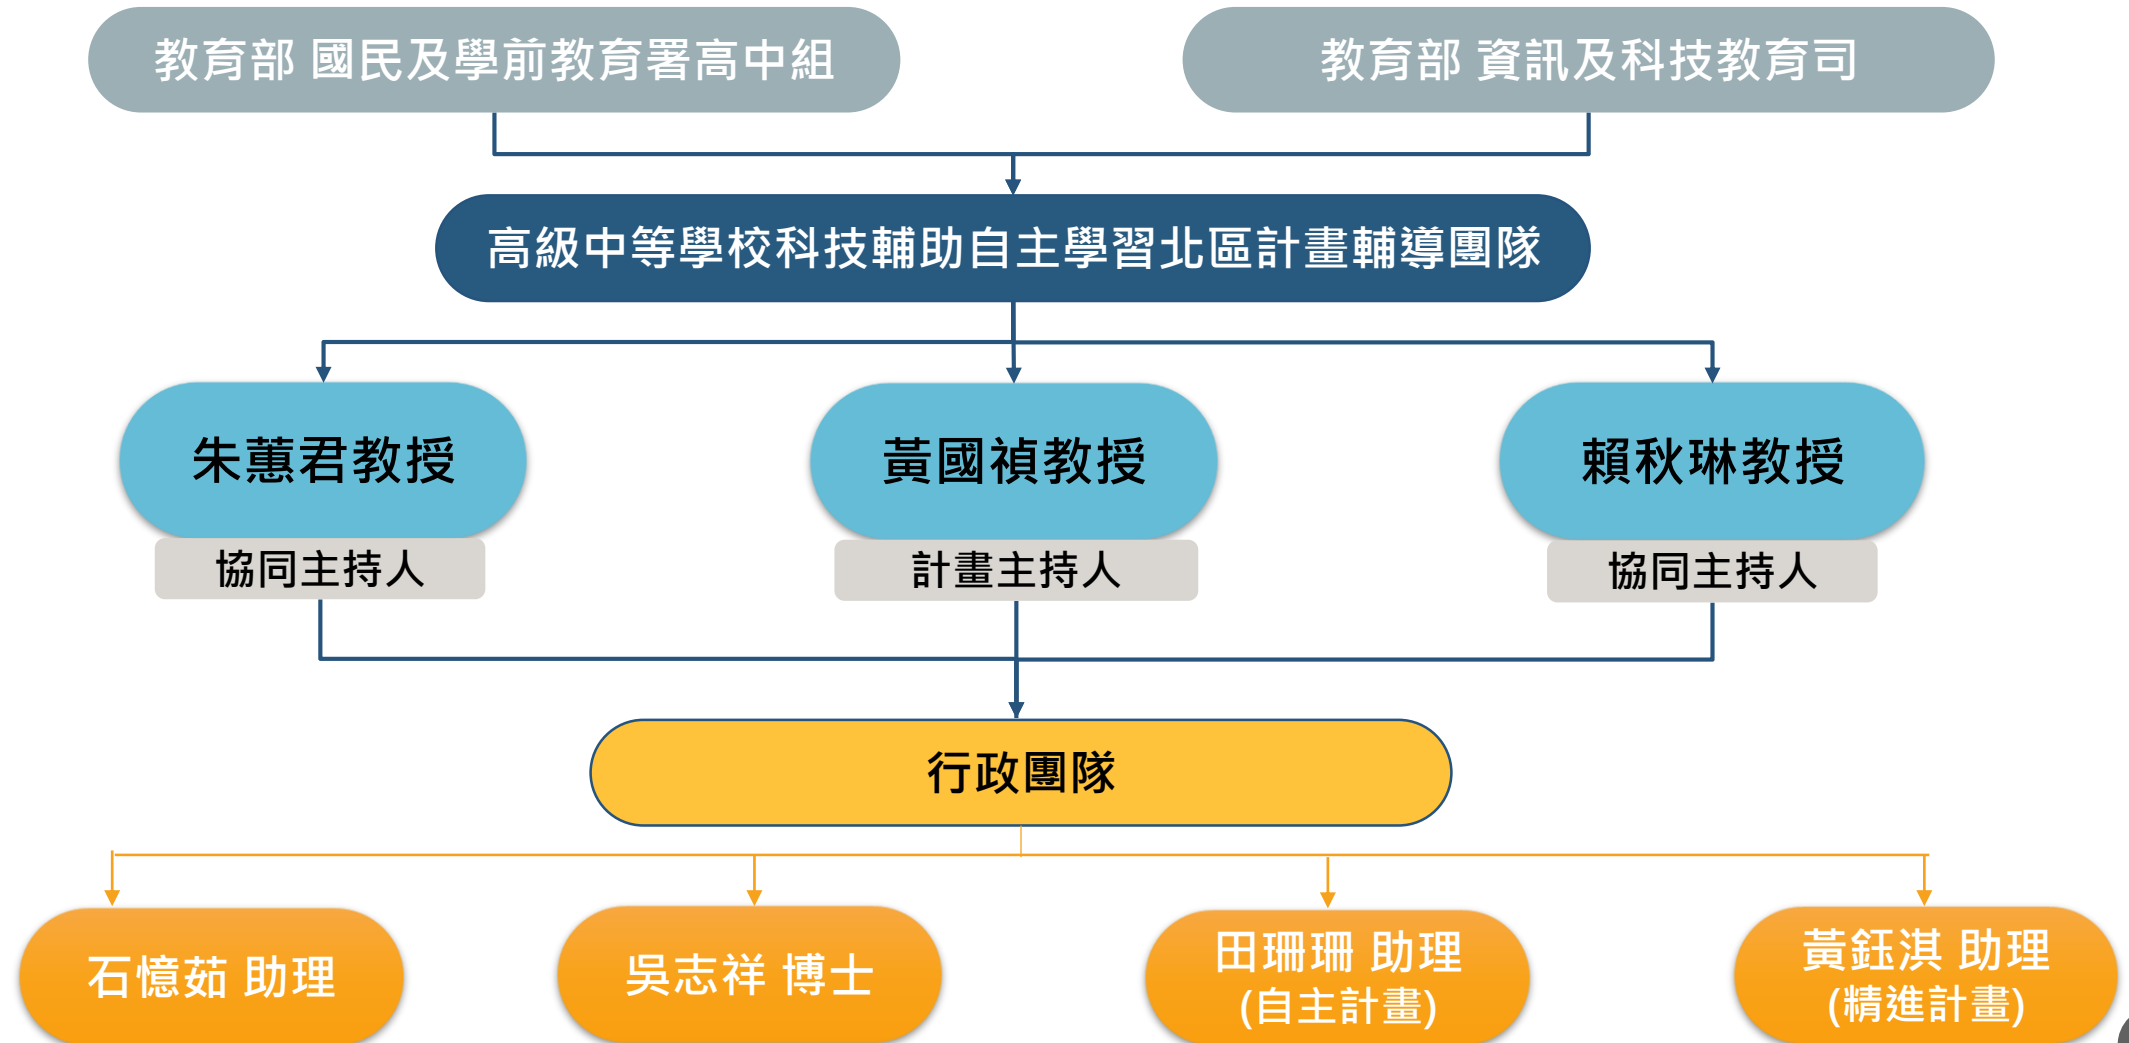 教育部 國民及學前教育署高中組
教育部 資訊及科技教育司
高級中等學校科技輔助自主學習北區計畫輔導團隊
朱蕙君教授
黃國禎教授
賴秋琳教授
協同主持人
計畫主持人
協同主持人
行政團隊
石憶茹 助理
吳志祥 博士
田珊珊 助理
(自主計畫)
黃鈺淇 助理
(精進計畫)